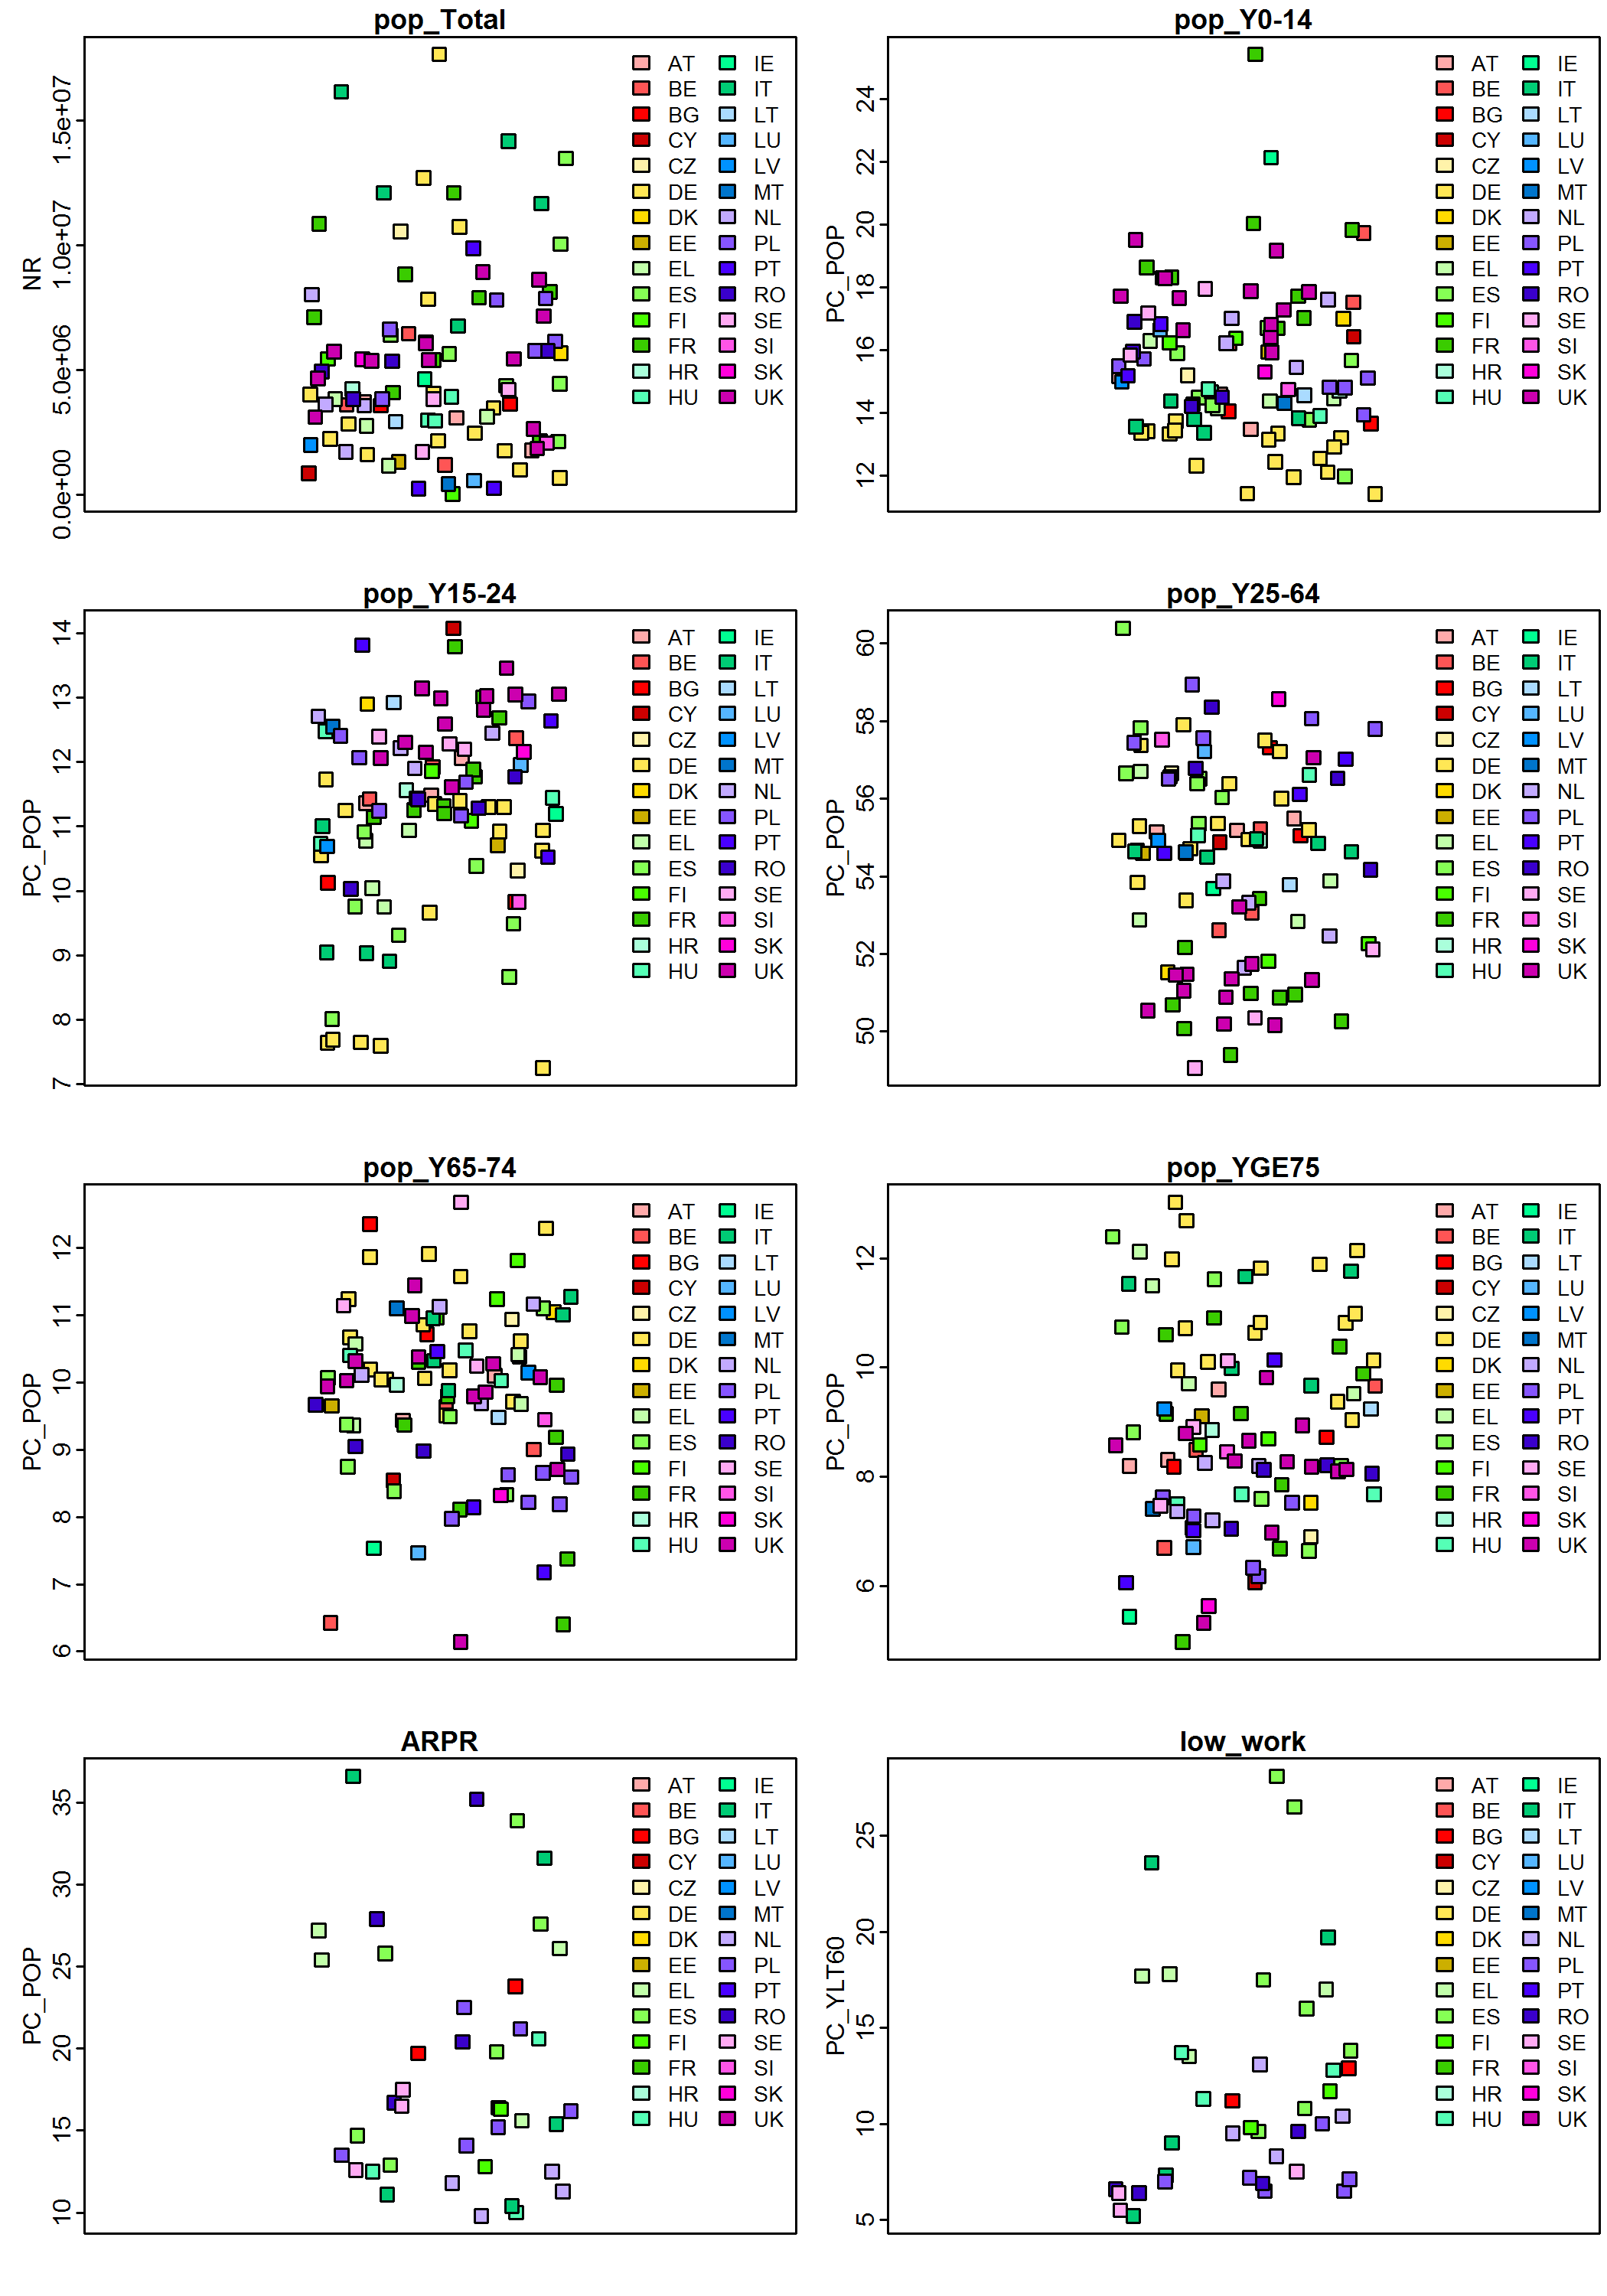 pop_Total
NR
0.0e+00 5.0e+06 1.0e+07 1.5e+07
AT IE
BE IT
BG LT
CY LU
CZ LV
DE MT
DK NL
EE PL
EL PT
ES RO
FI SE
FR SI
HR SK
HU UK
pop_Y0-14
PC_POP
12 14 16 18 20 22 24
AT IE
BE IT
BG LT
CY LU
CZ LV
DE MT
DK NL
EE PL
EL PT
ES RO
FI SE
FR SI
HR SK
HU UK
pop_Y15-24
PC_POP
7 8 9 10 11 12 13 14
AT IE
BE IT
BG LT
CY LU
CZ LV
DE MT
DK NL
EE PL
EL PT
ES RO
FI SE
FR SI
HR SK
HU UK
pop_Y25-64
PC_POP
50 52 54 56 58 60
AT IE
BE IT
BG LT
CY LU
CZ LV
DE MT
DK NL
EE PL
EL PT
ES RO
FI SE
FR SI
HR SK
HU UK
pop_Y65-74
PC_POP
6 7 8 9 10 11 12
AT IE
BE IT
BG LT
CY LU
CZ LV
DE MT
DK NL
EE PL
EL PT
ES RO
FI SE
FR SI
HR SK
HU UK
pop_YGE75
PC_POP
6 8 10 12
AT IE
BE IT
BG LT
CY LU
CZ LV
DE MT
DK NL
EE PL
EL PT
ES RO
FI SE
FR SI
HR SK
HU UK
ARPR
PC_POP
10 15 20 25 30 35
AT IE
BE IT
BG LT
CY LU
CZ LV
DE MT
DK NL
EE PL
EL PT
ES RO
FI SE
FR SI
HR SK
HU UK
low_work
PC_YLT60
5 10 15 20 25
AT IE
BE IT
BG LT
CY LU
CZ LV
DE MT
DK NL
EE PL
EL PT
ES RO
FI SE
FR SI
HR SK
HU UK